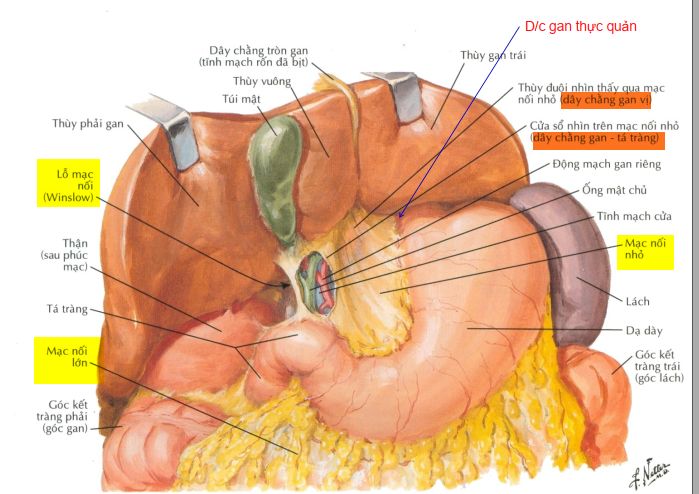 D/c gan thực quản
Dây chằng tròn gan
(tĩnh mạch rốn đã bịt)
Thùy gan trái
Thùy vuông
Túi mật
Thùy đuôi nhìn thấy qua mạc
nối nhỏ (dây chằng gan vị)
Thùy phải gan
Cửa sổ nhìn trên mạc nối nhỏ
(dây chằng gan - tá tràng)
Động mạch gan riêng
Lỗ mạc
nối
(Winslow)
Ống mật chủ
Tĩnh mạch cửa
Thận
(sau phúc
mạc)
Mạc nối
nhỏ
Tá tràng
Lách
Dạ dày
Mạc nối
lớn
Góc kết
tràng trái
(góc lách)
Góc kết
tràng phải
(góc gan)
F. Netter
M.D.